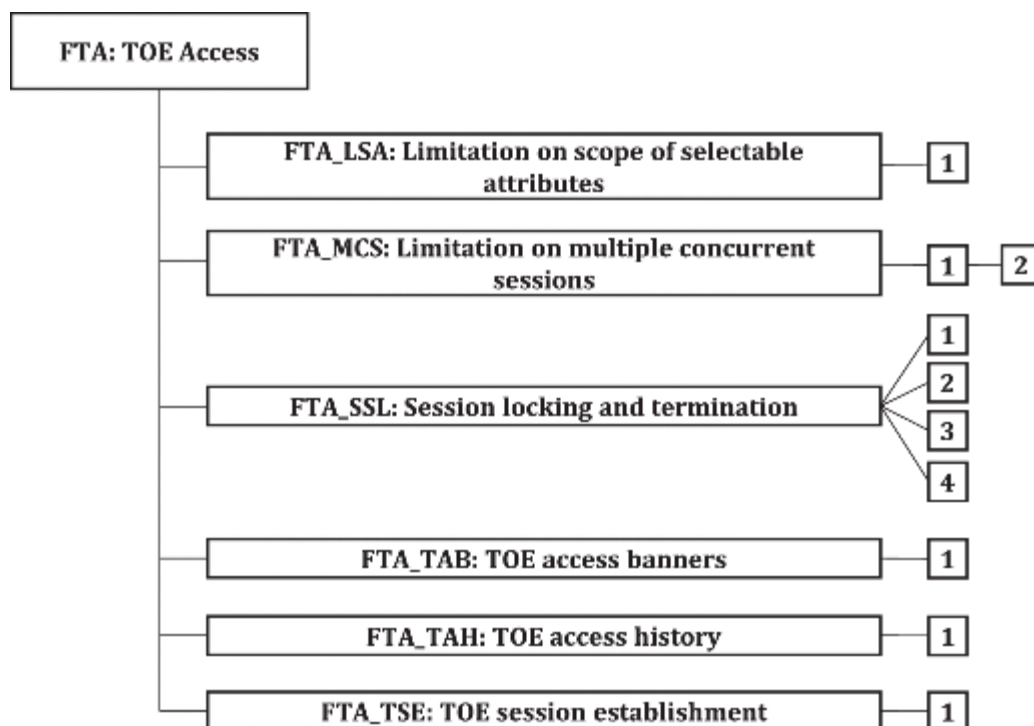 FTA: TOE Access
FTA_LSA: Limitation on scope of selectable
attributes
1
FTA_MCS: Limitation on multiple concurrent
sessions
1
2
FTA_SSL: Session locking and termination
1
2
3
4
FTA_TAB: TOE access banners
1
FTA_TAH: TOE access history
1
FTA_TSE: TOE session establishment
1